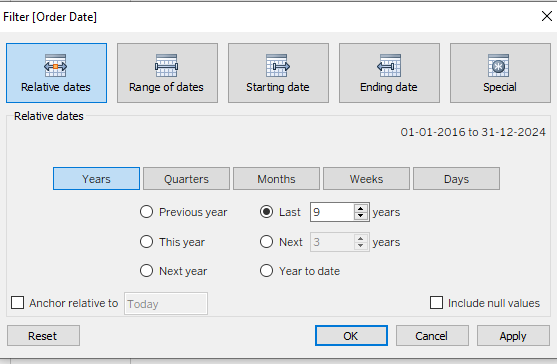 Filter [Order Date]
Relative dates Range of dates Starting date Ending date Special
Relative dates
01-01-2016 to 31-12-2024
Years Quarters Months Weeks Days
Previous year Last 9 years
This year Next 3 years
Next year Year to date
Anchor relative to Today Include null values
Reset OK Cancel Apply